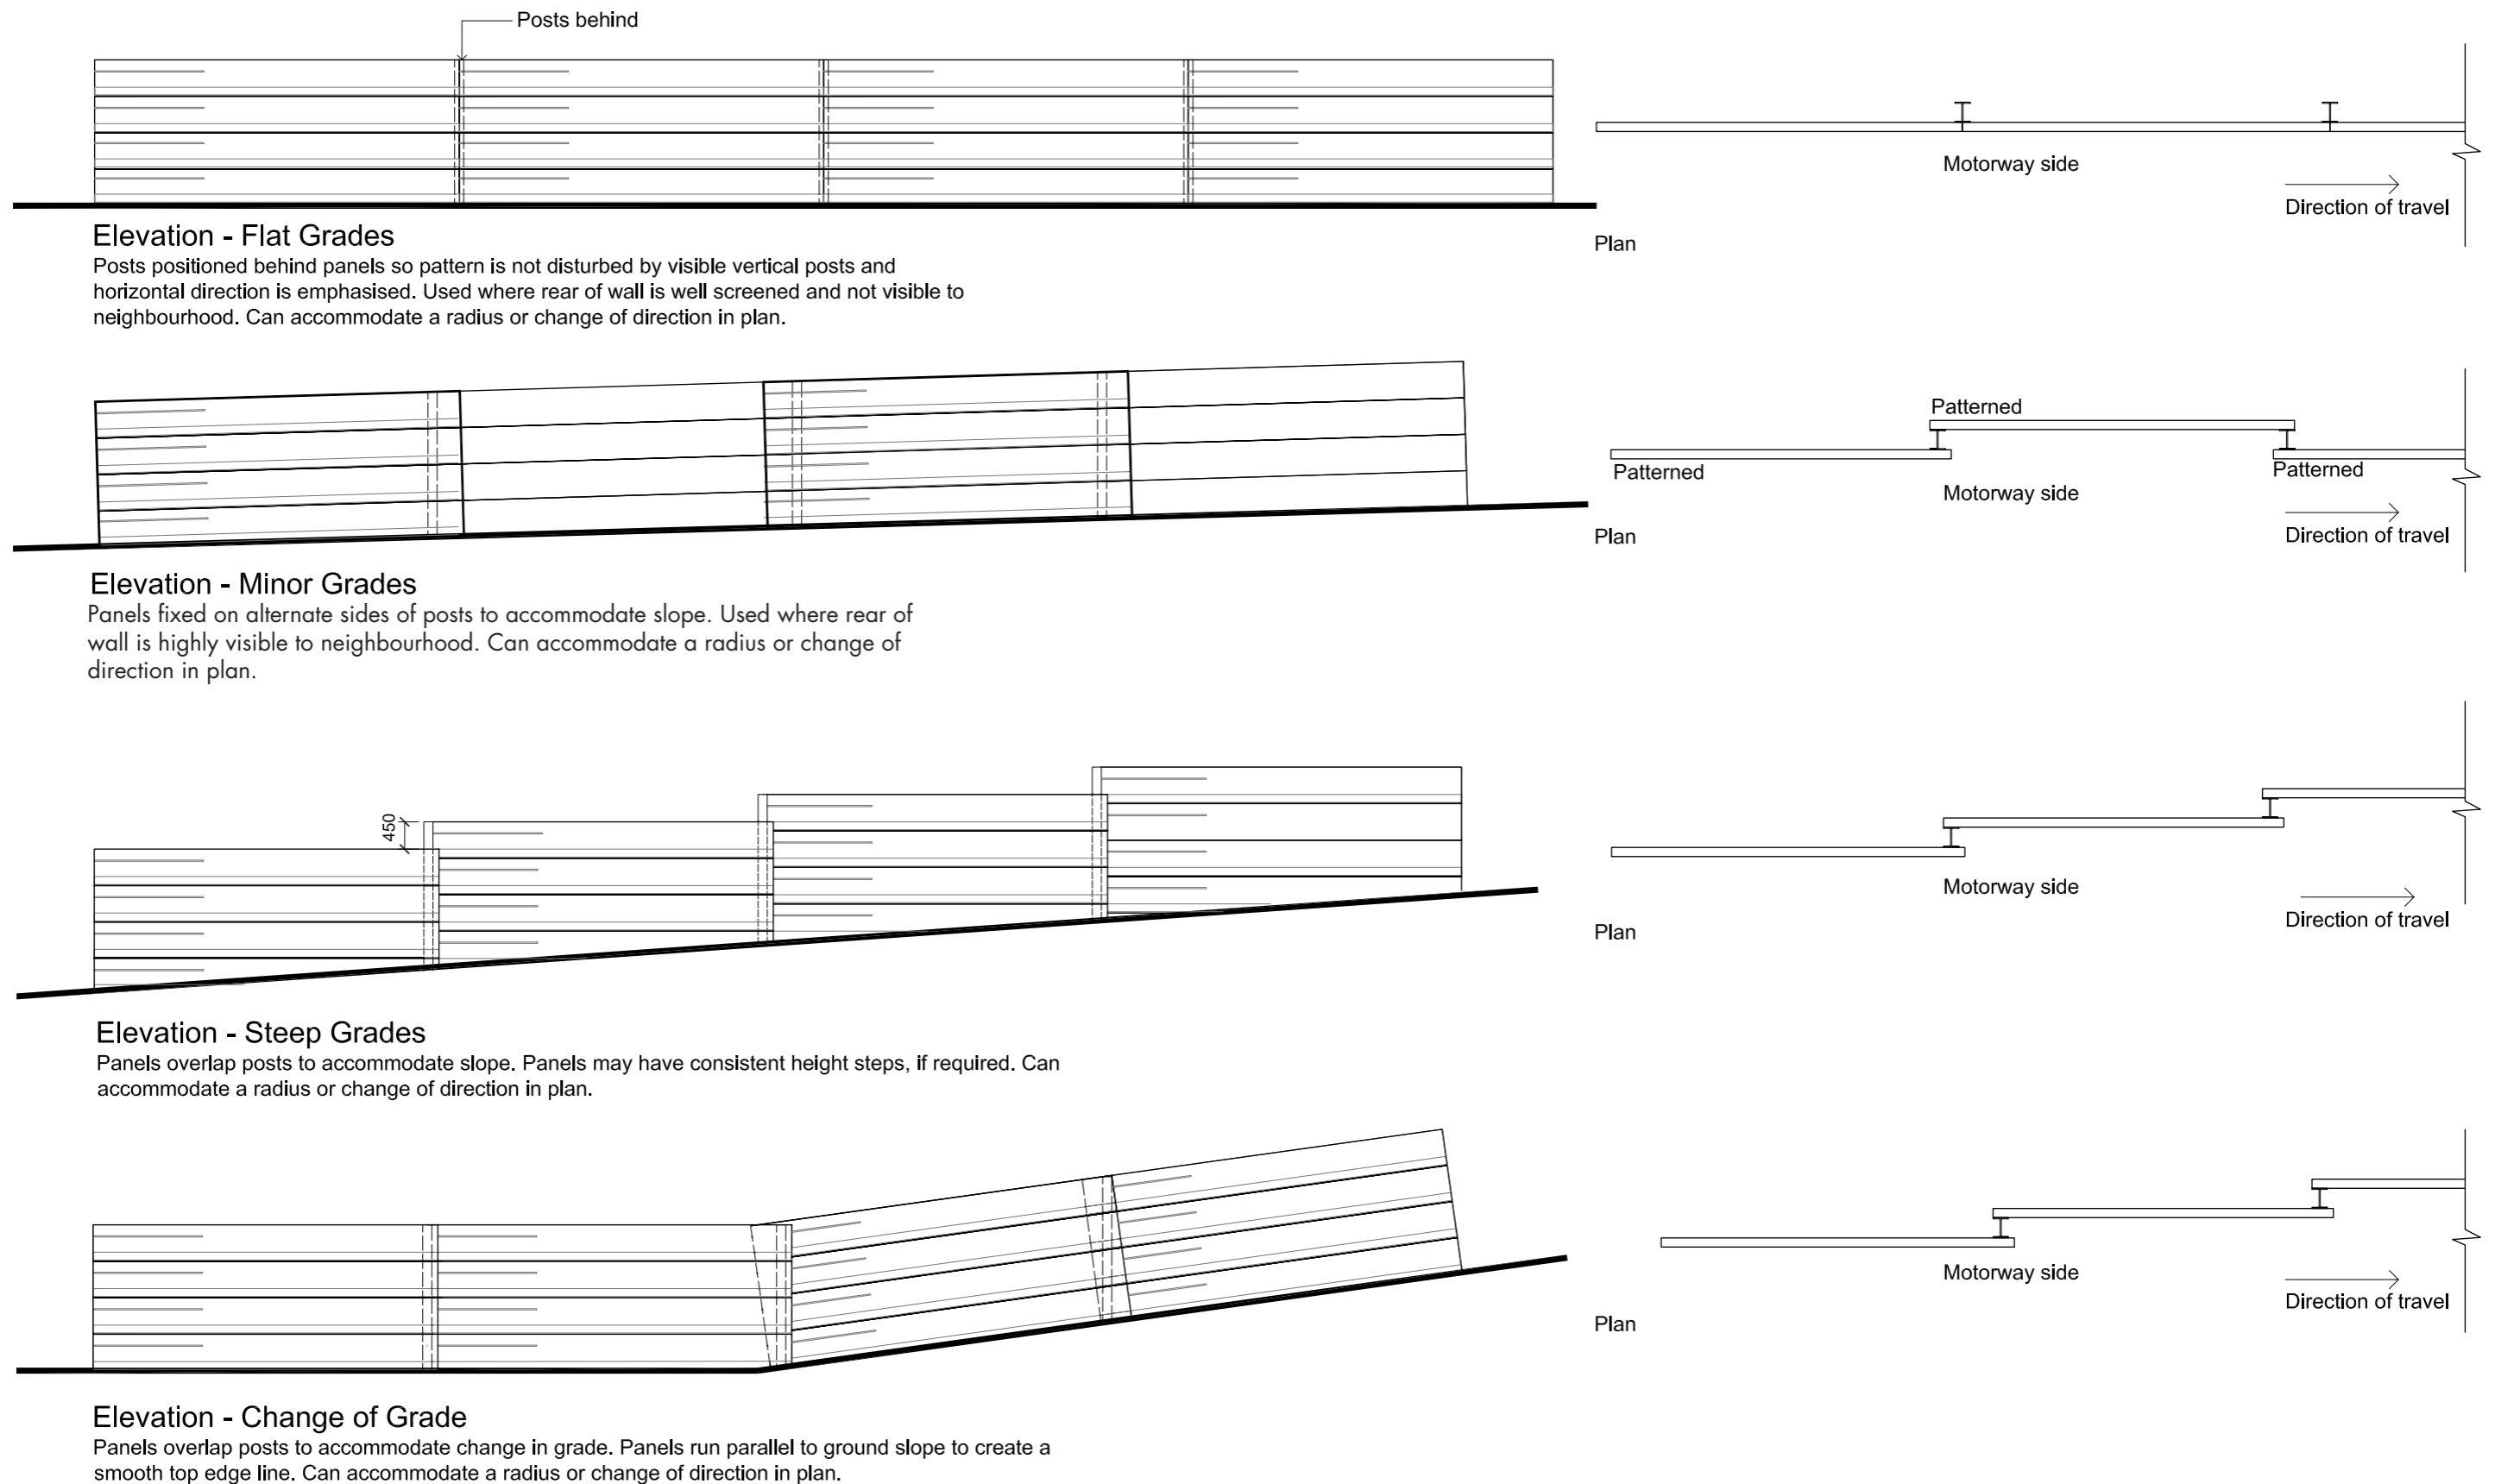 Posts behind
Elevation - Flat Grades
Posts positioned behind panels so pattern is not disturbed by visible vertical posts and
horizontal direction is emphasised. Used where rear of wall is well screened and not visible to
neighbourhood. Can accommodate a radius or change of direction in plan.
Motorway side
Direction of travel
Plan
Elevation - Minor Grades
Panels fixed on alternate sides of posts to accommodate slope. Used where rear of
wall is highly visible to neighbourhood. Can accommodate a radius or change of
direction in plan.
Patterned
Patterned
Patterned
Motorway side
Direction of travel
Plan
450
Elevation - Steep Grades
Panels overlap posts to accommodate slope. Panels may have consistent height steps, if required. Can
accommodate a radius or change of direction in plan.
Motorway side
Direction of travel
Plan
Elevation - Change of Grade
Panels overlap posts to accommodate change in grade. Panels run parallel to ground slope to create a
smooth top edge line. Can accommodate a radius or change of direction in plan.
Motorway side
Direction of travel
Plan